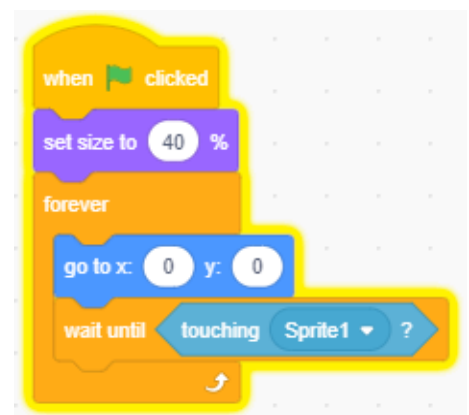 when clicked
set size to 40 %
forever
go to x: 0 y: 0
wait until touching Sprite1 ?